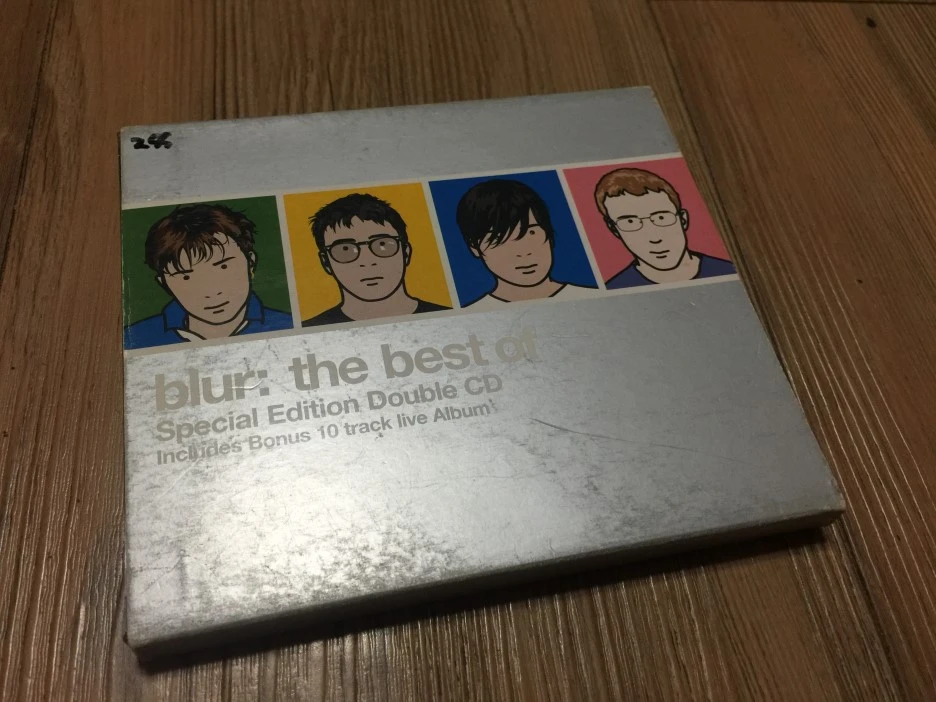 blur: the best of
Special Edition Double CD
Includes Bonus 10 track live Album